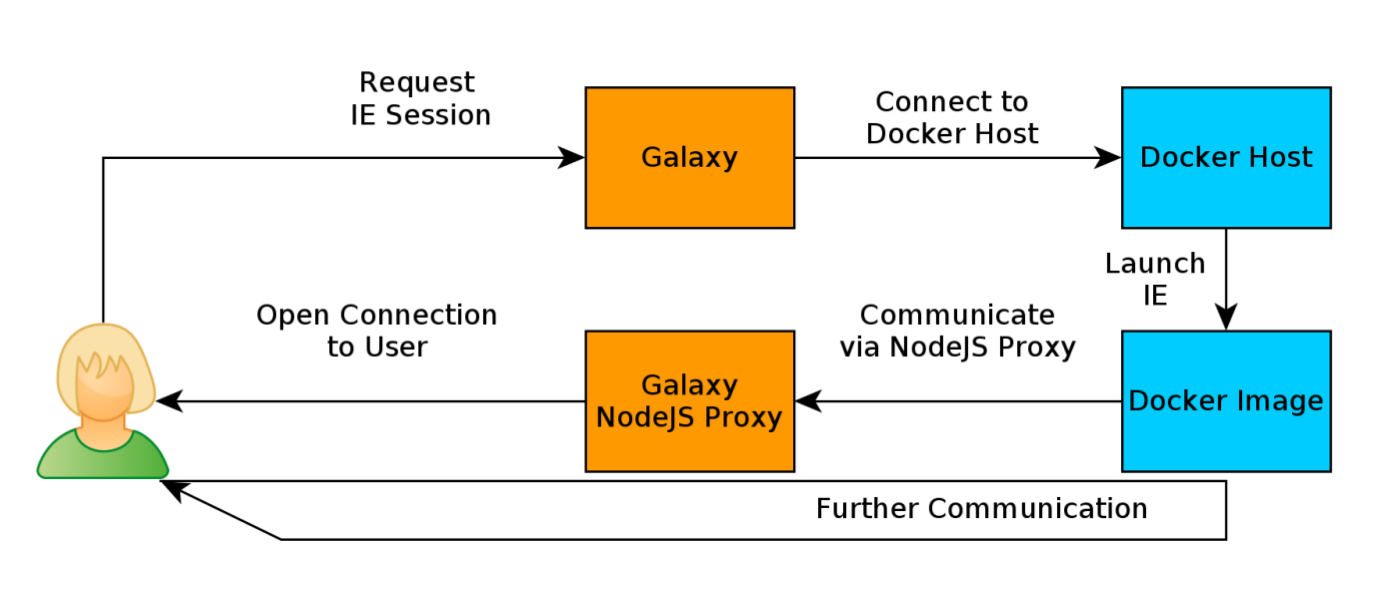 Request
IE Session
Galaxy
Connect to
Docker Host
Docker Host
Launch
IE
Open Connection
to User
Galaxy
NodeJS Proxy
Communicate
via NodeJS Proxy
Docker Image
Further Communication